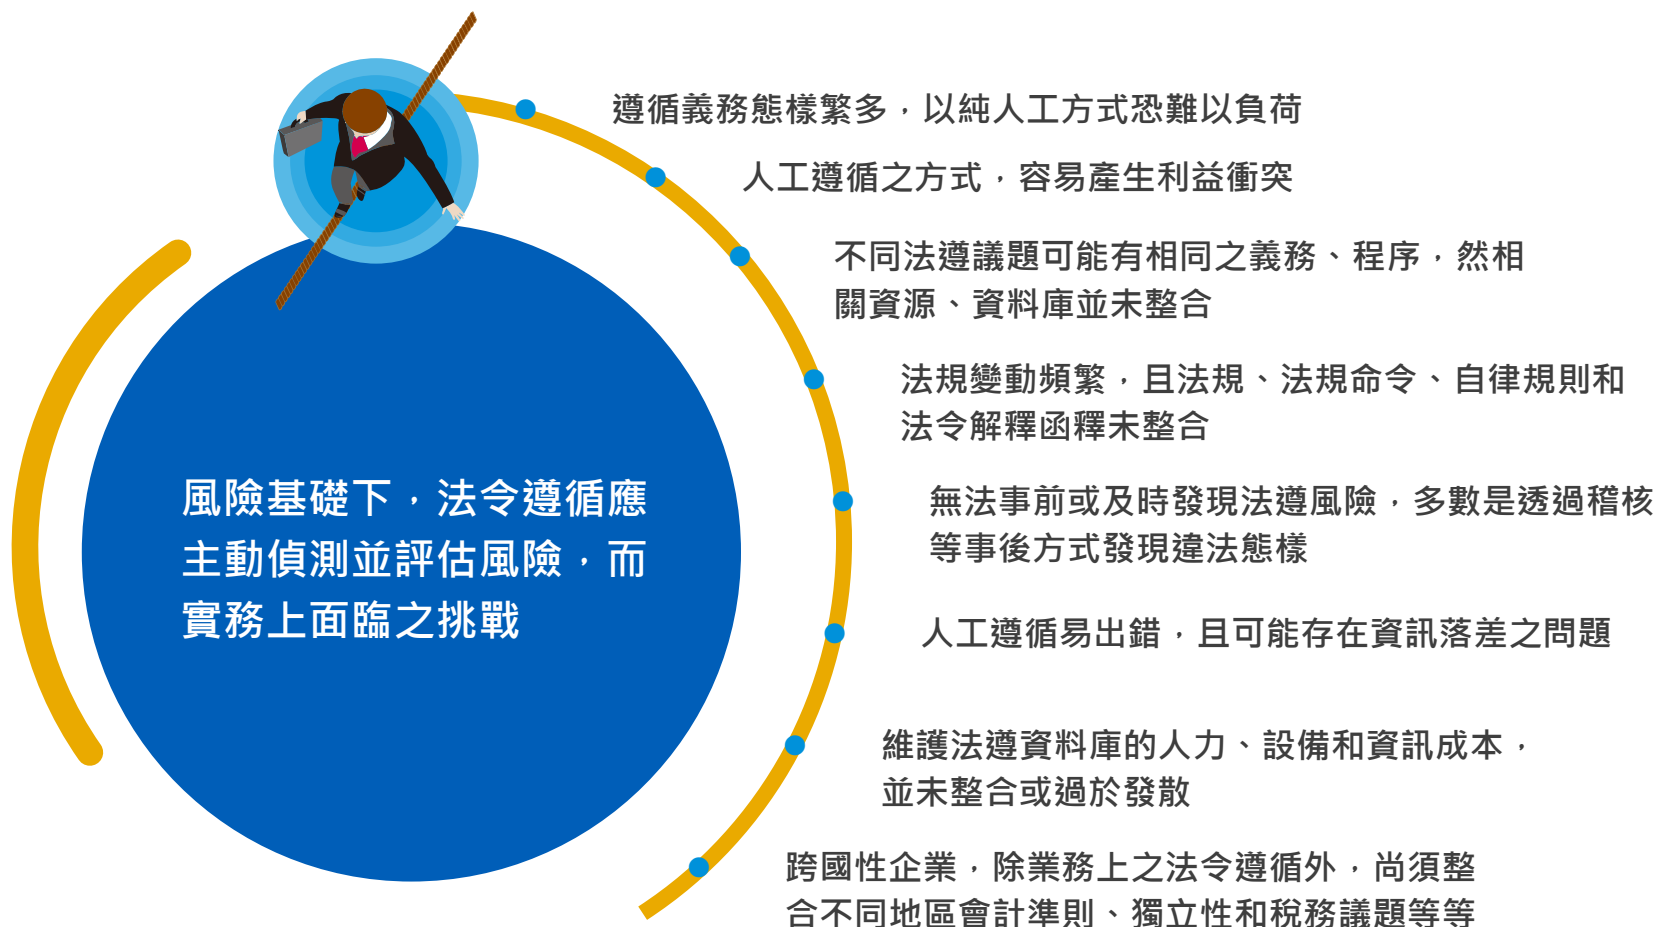 遵循義務態樣繁多，以純人工方式恐難以負荷
人工遵循之方式，容易產生利益衝突
不同法遵議題可能有相同之義務、程序，然相
關資源、資料庫並未整合
法規變動頻繁，且法規、法規命令、自律規則和
法令解釋函釋未整合
風險基礎下，法令遵循應
主動偵測並評估風險，而
實務上面臨之挑戰
無法事前或及時發現法遵風險，多數是透過稽核
等事後方式發現違法態樣
人工遵循易出錯，且可能存在資訊落差之問題
維護法遵資料庫的人力、設備和資訊成本，
並未整合或過於發散
跨國性企業，除業務上之法令遵循外，尚須整
合不同地區會計準則、獨立性和稅務議題等等